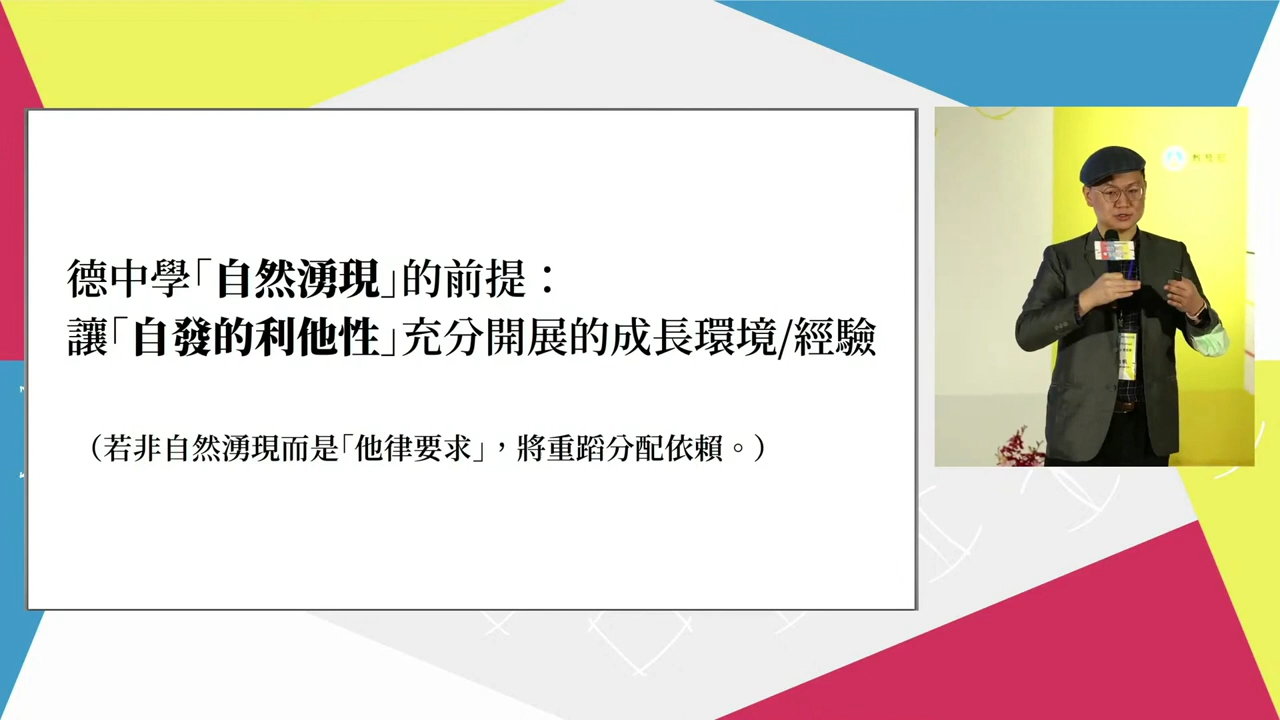 德中學「自然湧現」的前提：
讓「自發的利他性」充分開展的成長環境/經驗
（若非自然湧現而是「他律要求」，將重蹈分配依賴。）